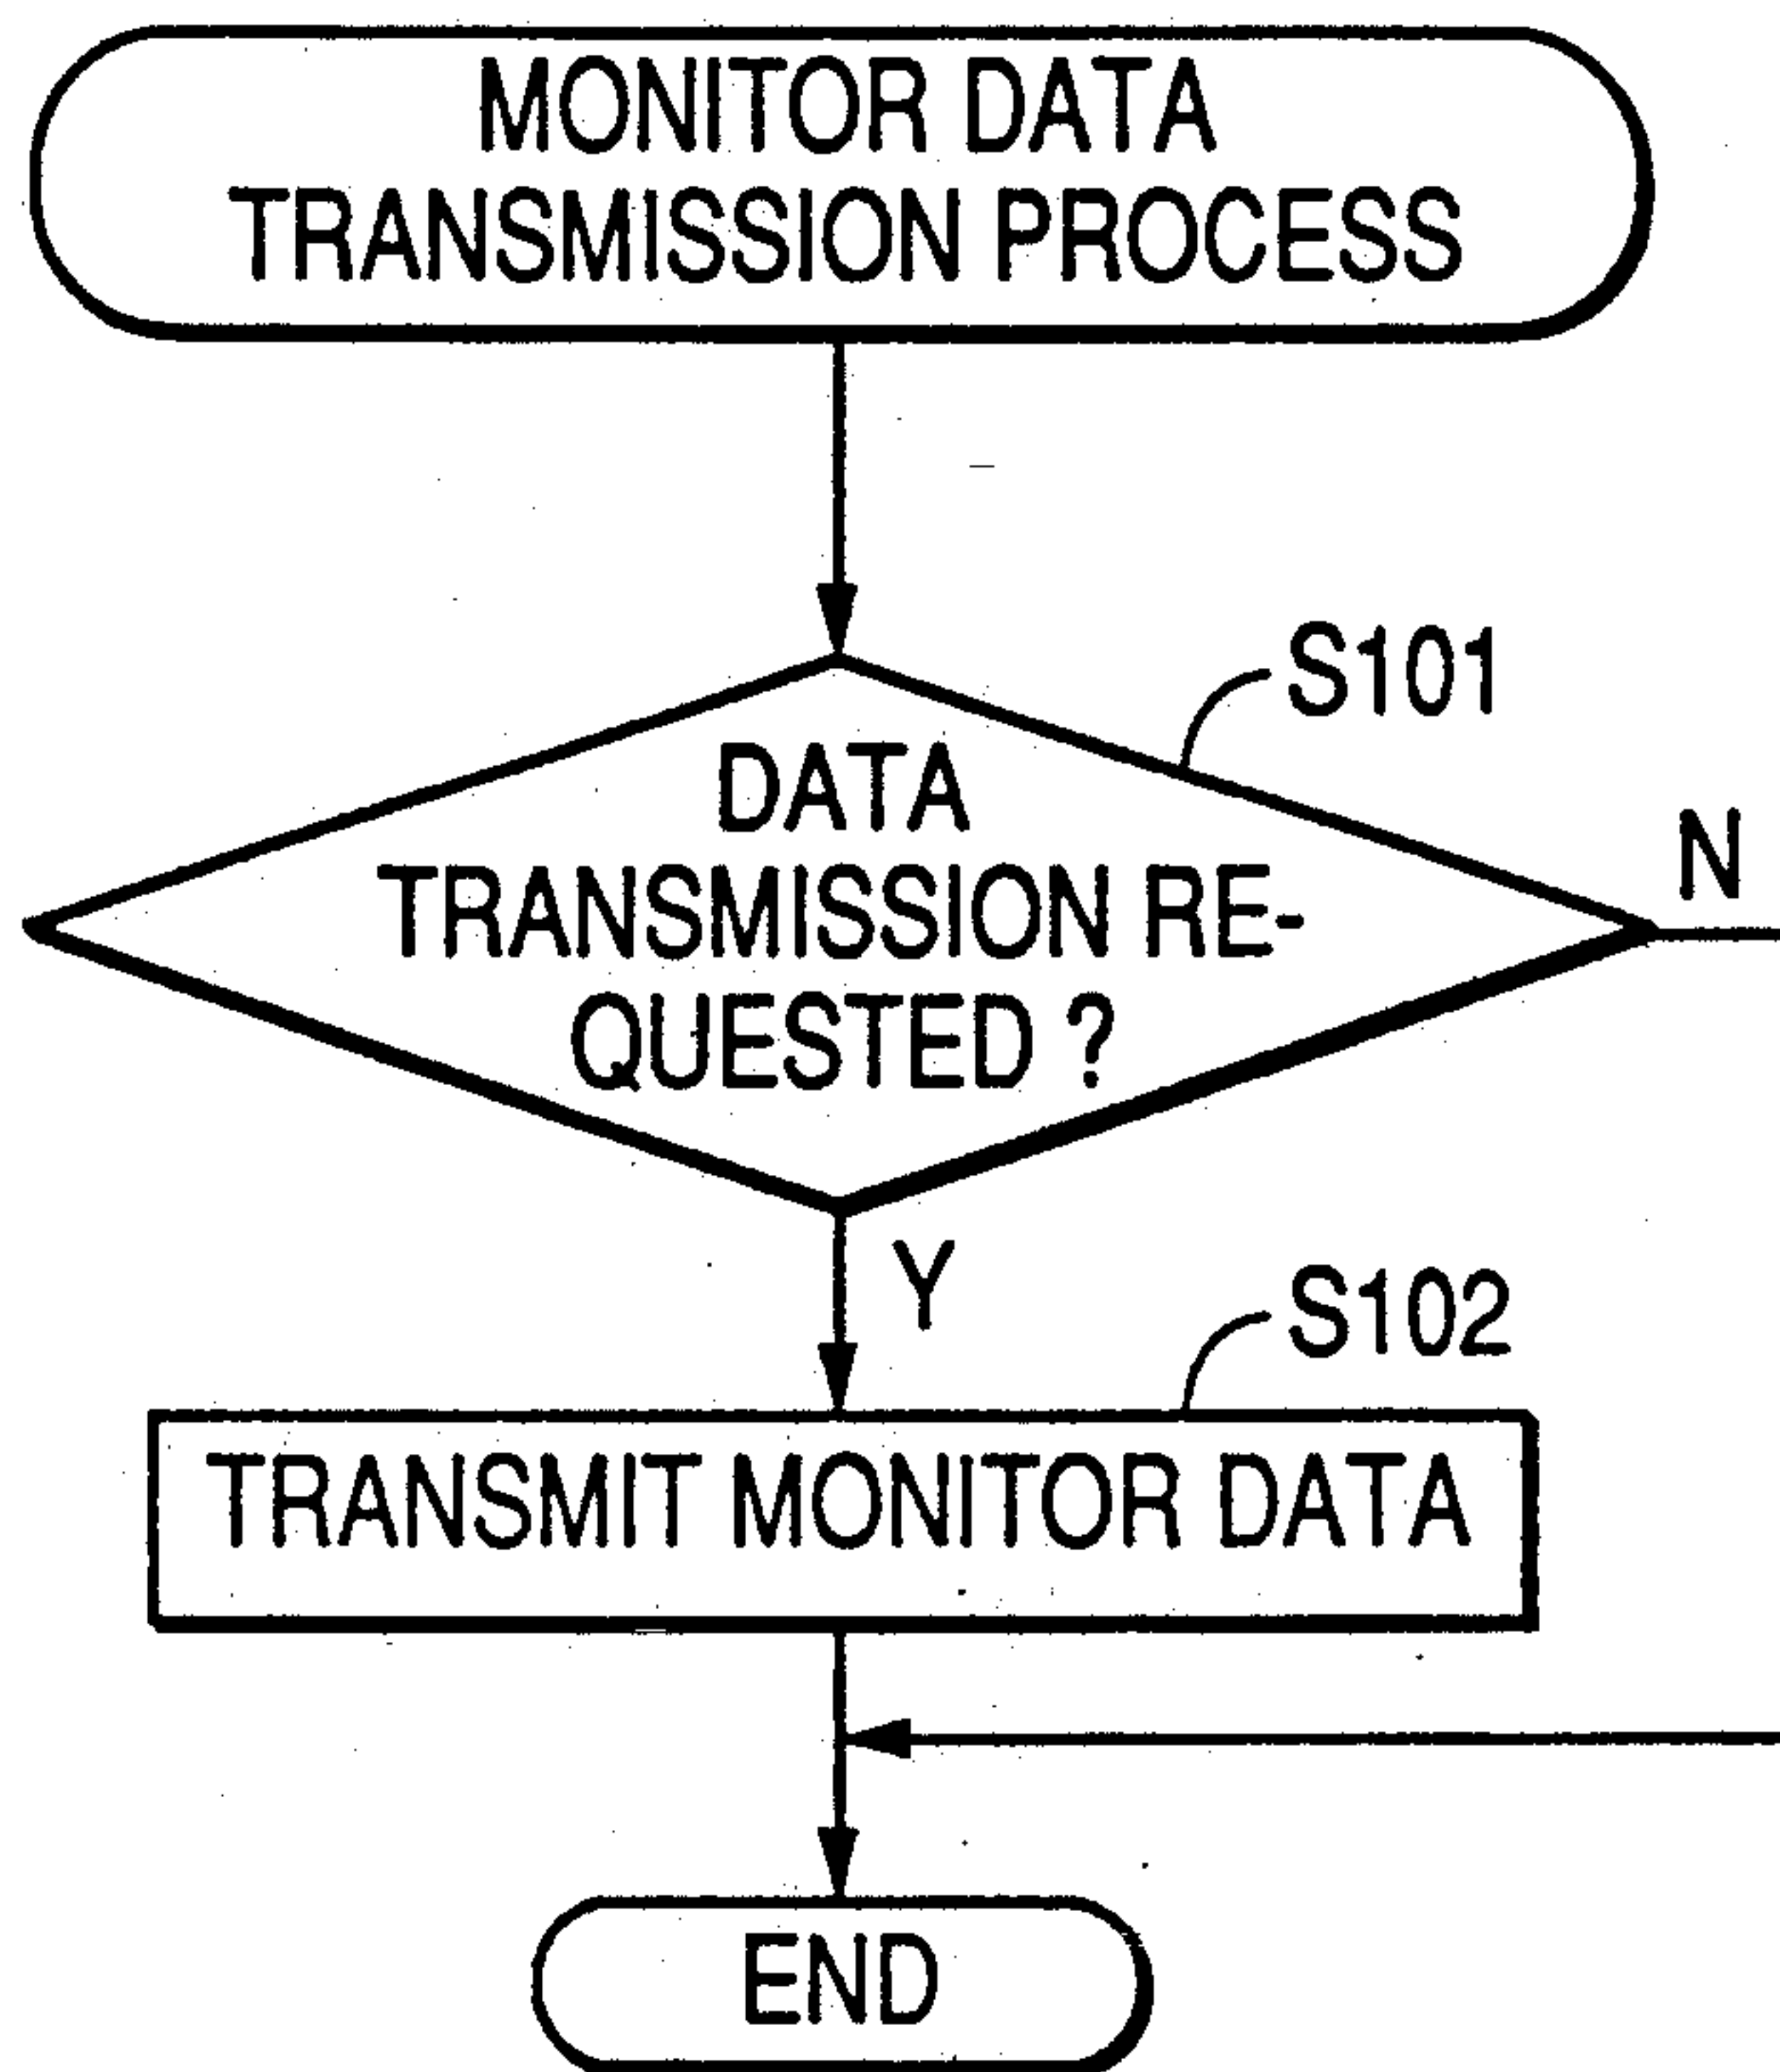 MONITOR DATA
TRANSMISSION PROCESS
S101
DATA
TRANSMISSION RE-
QUESTED ?
N
Y
S102
TRANSMIT MONITOR DATA
END